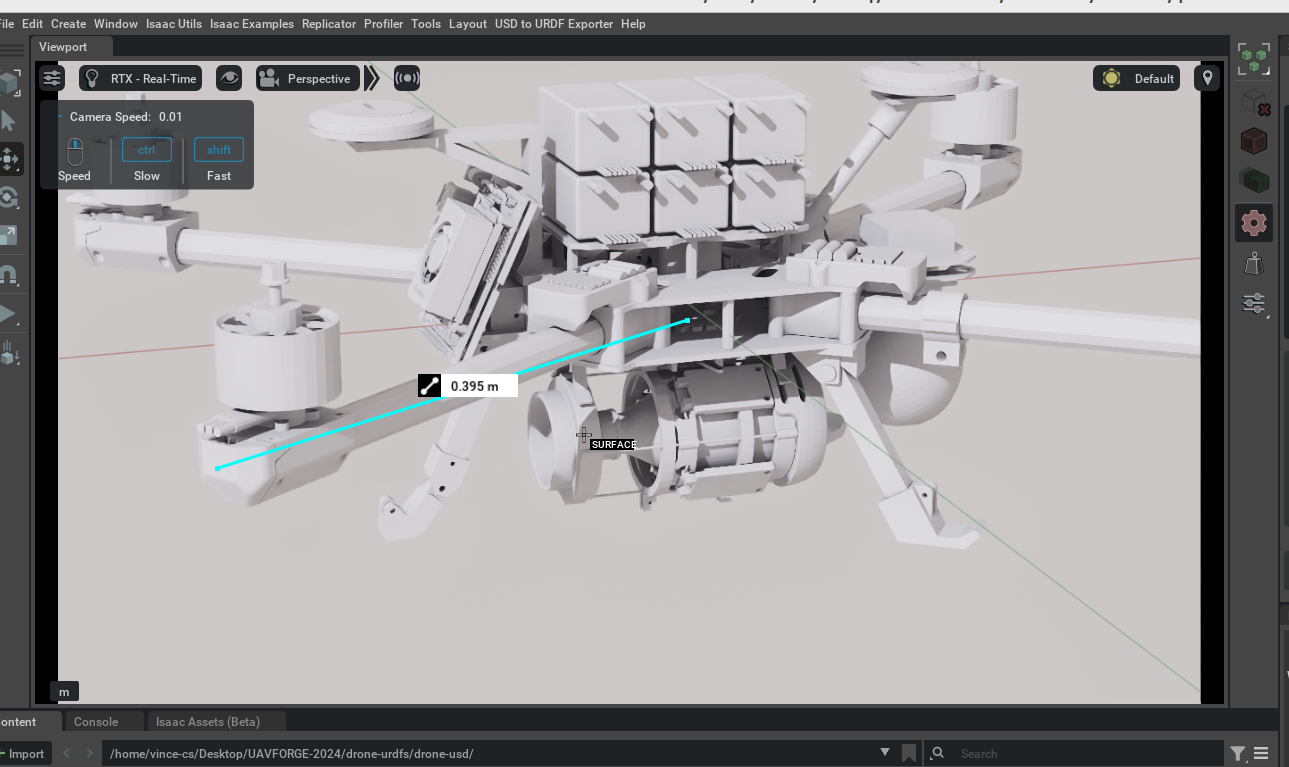 File Edit Create Window Isaac Utils Isaac Examples Replicator Profiler Tools Layout USD to URDF Exporter Help
Viewport
RTX - Real-Time Perspective Default
Camera Speed: 0.01
ctrl shift
Speed Slow Fast
0.395 m
SURFACE
m
ontent Console Isaac Assets (Beta)
Import /home/vince-cs/Desktop/UAVFORGE-2024/drone-urdfs/drone-usd/ Search